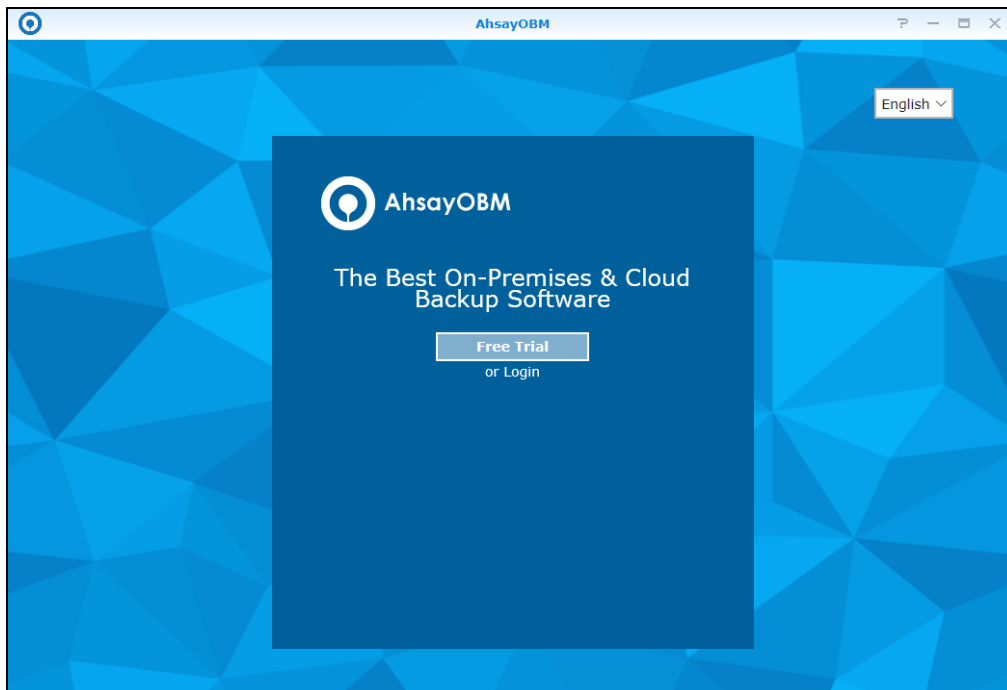 AhsayOBM
English
AhsayOBM
The Best On-Premises & Cloud
Backup Software
Free Trial
or Login